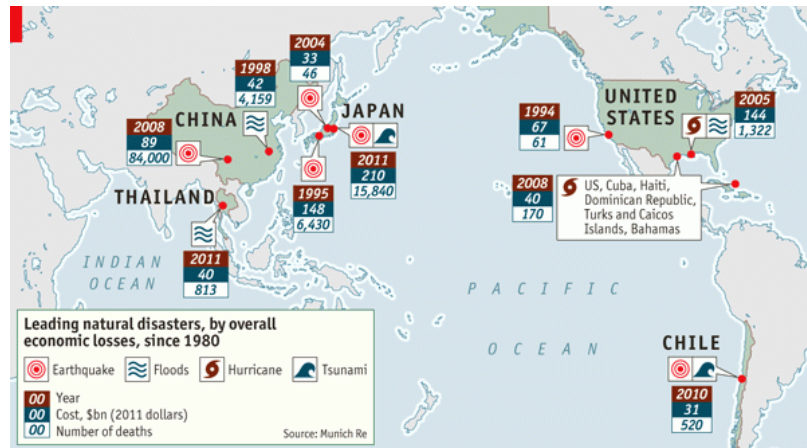 2004
33
46
1998
42
4,159
CHINA
JAPAN
2008
89
84,000
2011
210
15,840
1995
148
6,430
THAILAND
2011
40
813
INDIAN
OCEAN
1994
67
61
UNITED
STATES
2005
144
1,322
2008
40
170
US, Cuba, Haiti,
Dominican Republic,
Turks and Caicos
Islands, Bahamas
PACIFIC
OCEAN
CHILE
2010
31
520
Leading natural disasters, by overall
economic losses, since 1980
Earthquake Floods Hurricane Tsunami
00 Year
00 Cost, $bn (2011 dollars)
00 Number of deaths
Source: Munich Re